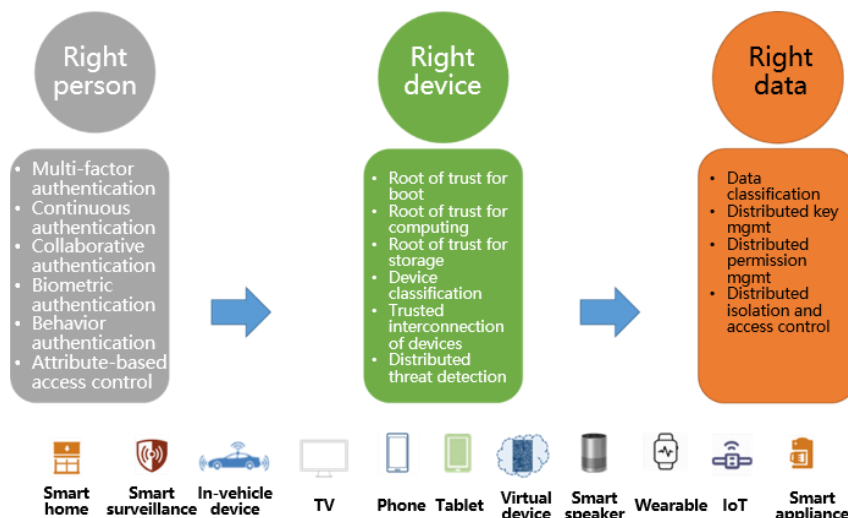 Right
person
Right
device
Right
data
• Multi-factor
authentication
• Continuous
authentication
• Collaborative
authentication
• Biometric
authentication
• Behavior
authentication
• Attribute-based
access control
• Root of trust for
boot
• Root of trust for
computing
• Root of trust for
storage
• Device
classification
• Trusted
interconnection
of devices
• Distributed
threat detection
• Data
classification
• Distributed key
mgmt
• Distributed
permission
mgmt
• Distributed
isolation and
access control
Smart
home
Smart
surveillance
In-vehicle
device
TV
Phone
Tablet
Virtual
device
Smart
speaker
Wearable
IoT
Smart
appliance